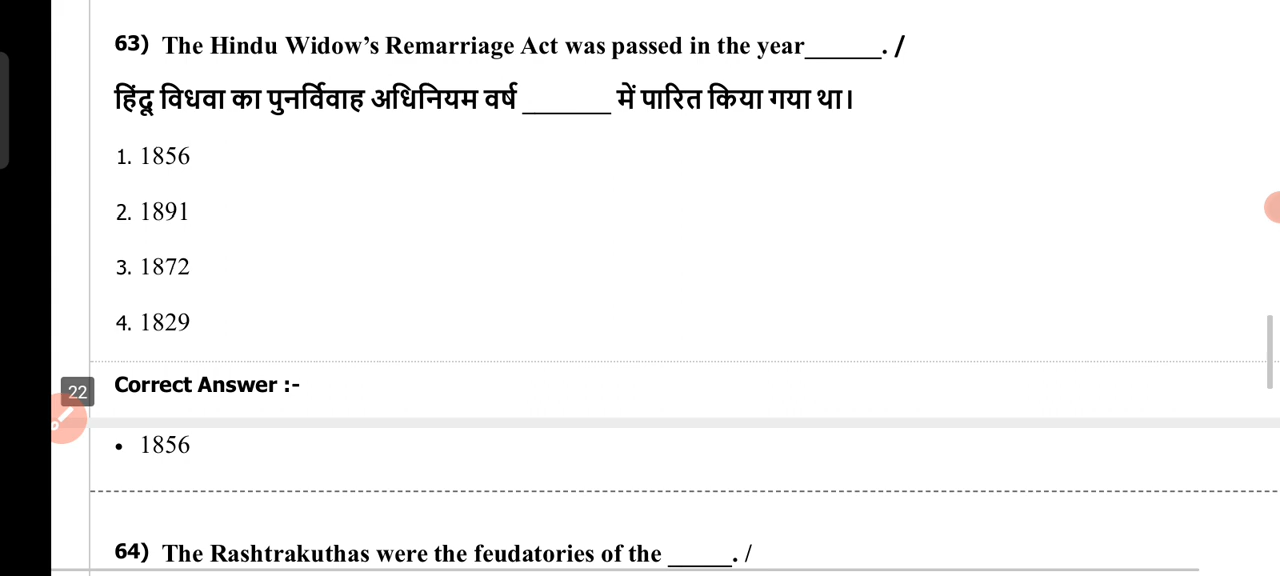 63) The Hindu Widow's Remarriage Act was passed in the year______. /
हिंदू विधवा का पुनर्विवाह अधिनियम वर्ष _______ में पारित किया गया था।
1. 1856
2. 1891
3. 1872
4. 1829
22
Correct Answer :-
• 1856
64) The Rashtrakuthas were the feudatories of the _____. /